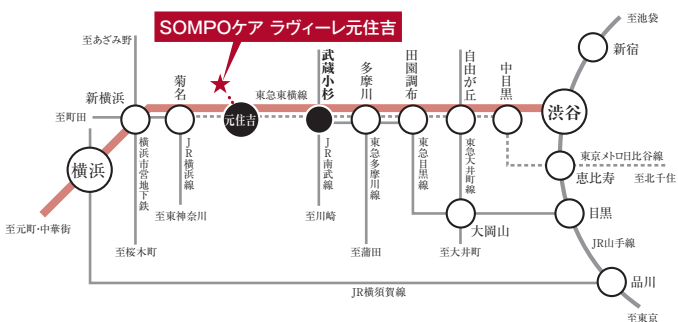 SOMPOケア ラヴィーレ元住吉
至池袋
新宿
至あざみ野
武蔵小杉
多摩川
田園調布
自由が丘
中目黒
菊名
新横浜
東急東横線
渋谷
至町田
元住吉
横浜
横浜市営地下鉄
JR横浜線
JR南武線
東急多摩川線
東急目黒線
東急大井町線
東京メトロ日比谷線
恵比寿
至北千住
至元町・中華街
至東神奈川
至川崎
目黒
大岡山
JR山手線
至桜木町
至蒲田
至大井町
品川
JR横須賀線
至東京